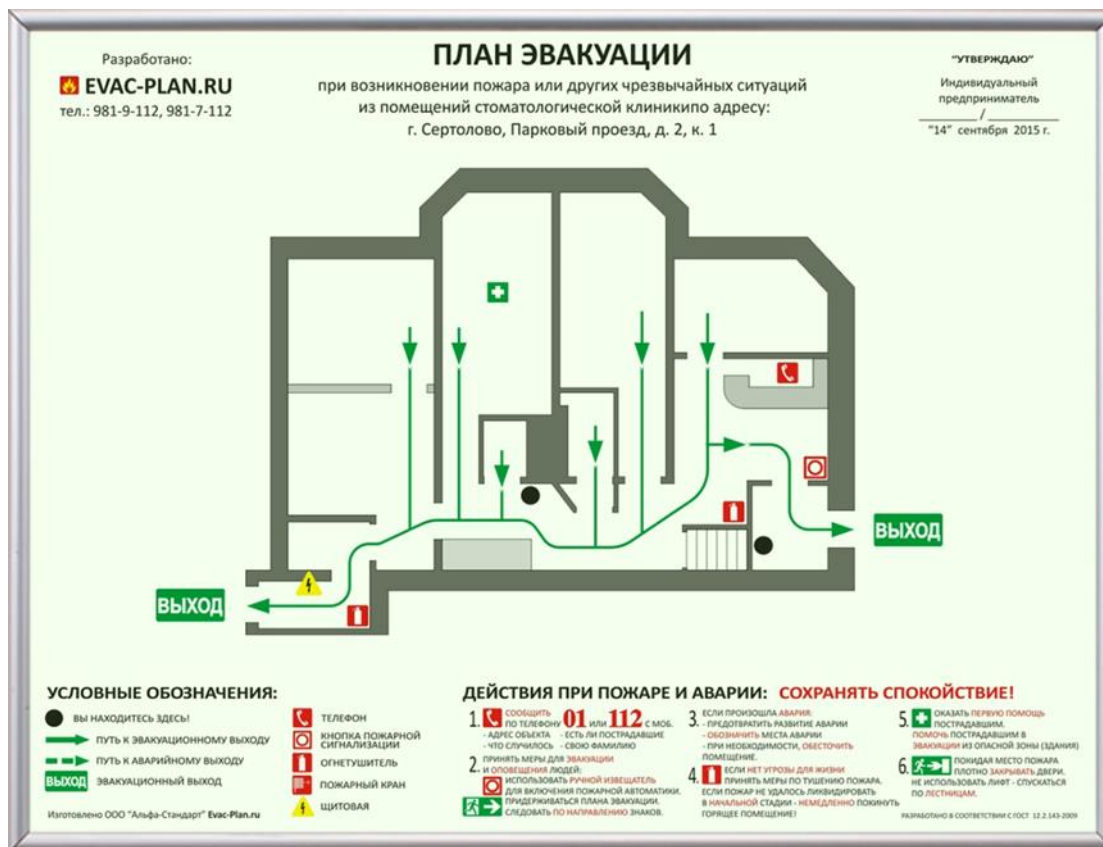 Разработано:
EVAC-PLAN.RU
тел.: 981-9-112, 981-7-112
ПЛАН ЭВАКУАЦИИ
при возникновении пожара или других чрезвычайных ситуаций
из помещений стоматологической клиникипо адресу:
г. Сертолово, Парковый проезд, д. 2, к. 1
"УТВЕРЖДАЮ"
Индивидуальный
предприниматель
________ / __________
"14" сентября 2015 г.
ВЫХОД
ВЫХОД
УСЛОВНЫЕ ОБОЗНАЧЕНИЯ:
ВЫ НАХОДИТЕСЬ ЗДЕСЬ!
ПУТЬ К ЭВАКУАЦИОННОМУ ВЫХОДУ
ПУТЬ К АВАРИЙНОМУ ВЫХОДУ
ВЫХОД ЭВАКУАЦИОННЫЙ ВЫХОД
Изготовлено ООО "Альфа-Стандарт" Evac-Plan.ru
ТЕЛЕФОН
КНОПКА ПОЖАРНОЙ
СИГНАЛИЗАЦИИ
ОГНЕТУШИТЕЛЬ
ПОЖАРНЫЙ КРАН
ЩИТОВАЯ
ДЕЙСТВИЯ ПРИ ПОЖАРЕ И АВАРИИ: СОХРАНЯТЬ СПОКОЙСТВИЕ!
1. СООБЩИТЬ
ПО ТЕЛЕФОНУ 01 ИЛИ 112 С МОБ.
- АДРЕС ОБЪЕКТА - ЕСТЬ ЛИ ПОСТРАДАВШИЕ
- ЧТО СЛУЧИЛОСЬ - СВОЮ ФАМИЛИЮ
2. ПРИНЯТЬ МЕРЫ ДЛЯ ЭВАКУАЦИИ
И ОПОВЕЩЕНИЯ ЛЮДЕЙ:
ИСПОЛЬЗОВАТЬ РУЧНОЙ ИЗВЕЩАТЕЛЬ
ДЛЯ ВКЛЮЧЕНИЯ ПОЖАРНОЙ АВТОМАТИКИ.
ПРИДЕРЖИВАТЬСЯ ПЛАНА ЭВАКУАЦИИ.
СЛЕДОВАТЬ ПО НАПРАВЛЕНИЮ ЗНАКОВ.
3. ЕСЛИ ПРОИЗОШЛА АВАРИЯ:
- ПРЕДОТВРАТИТЬ РАЗВИТИЕ АВАРИИ
- ОБОЗНАЧИТЬ МЕСТА АВАРИИ
- ПРИ НЕОБХОДИМОСТИ, ОБЕСТОЧИТЬ
ПОМЕЩЕНИЕ.
4. ЕСЛИ НЕТ УГРОЗЫ ДЛЯ ЖИЗНИ
ПРИНЯТЬ МЕРЫ ПО ТУШЕНИЮ ПОЖАРА.
ЕСЛИ ПОЖАР НЕ УДАЛОСЬ ЛИКВИДИРОВАТЬ
В НАЧАЛЬНОЙ СТАДИИ - НЕМЕДЛЕННО ПОКИНУТЬ
ГОРЯЩЕЕ ПОМЕЩЕНИЕ!
5. ОКАЗАТЬ ПЕРВУЮ ПОМОЩЬ
ПОСТРАДАВШИМ.
ПОМОЧЬ ПОСТРАДАВШИМ В
ЭВАКУАЦИИ ИЗ ОПАСНОЙ ЗОНЫ (ЗДАНИЯ)
6. ПОКИДАЯ МЕСТО ПОЖАРА
ПЛОТНО ЗАКРЫВАТЬ ДВЕРИ.
НЕ ИСПОЛЬЗОВАТЬ ЛИФТ - СПУСКАТЬСЯ
ПО ЛЕСТНИЦАМ.
РАЗРАБОТАНО В СООТВЕТСТВИИ С ГОСТ 12.2.143-2009